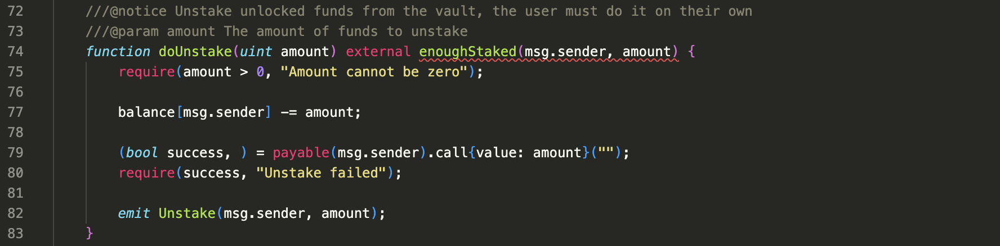 72 ///@notice Unstake unlocked funds from the vault, the user must do it on their own
73 ///@param amount The amount of funds to unstake
74 function doUnstake(uint amount) external enoughStaked(msg.sender, amount) {
75 require(amount > 0, "Amount cannot be zero");
76
77 balance[msg.sender] -= amount;
78
79 (bool success, ) = payable(msg.sender).call{value: amount}("");
80 require(success, "Unstake failed");
81
82 emit Unstake(msg.sender, amount);
83 }